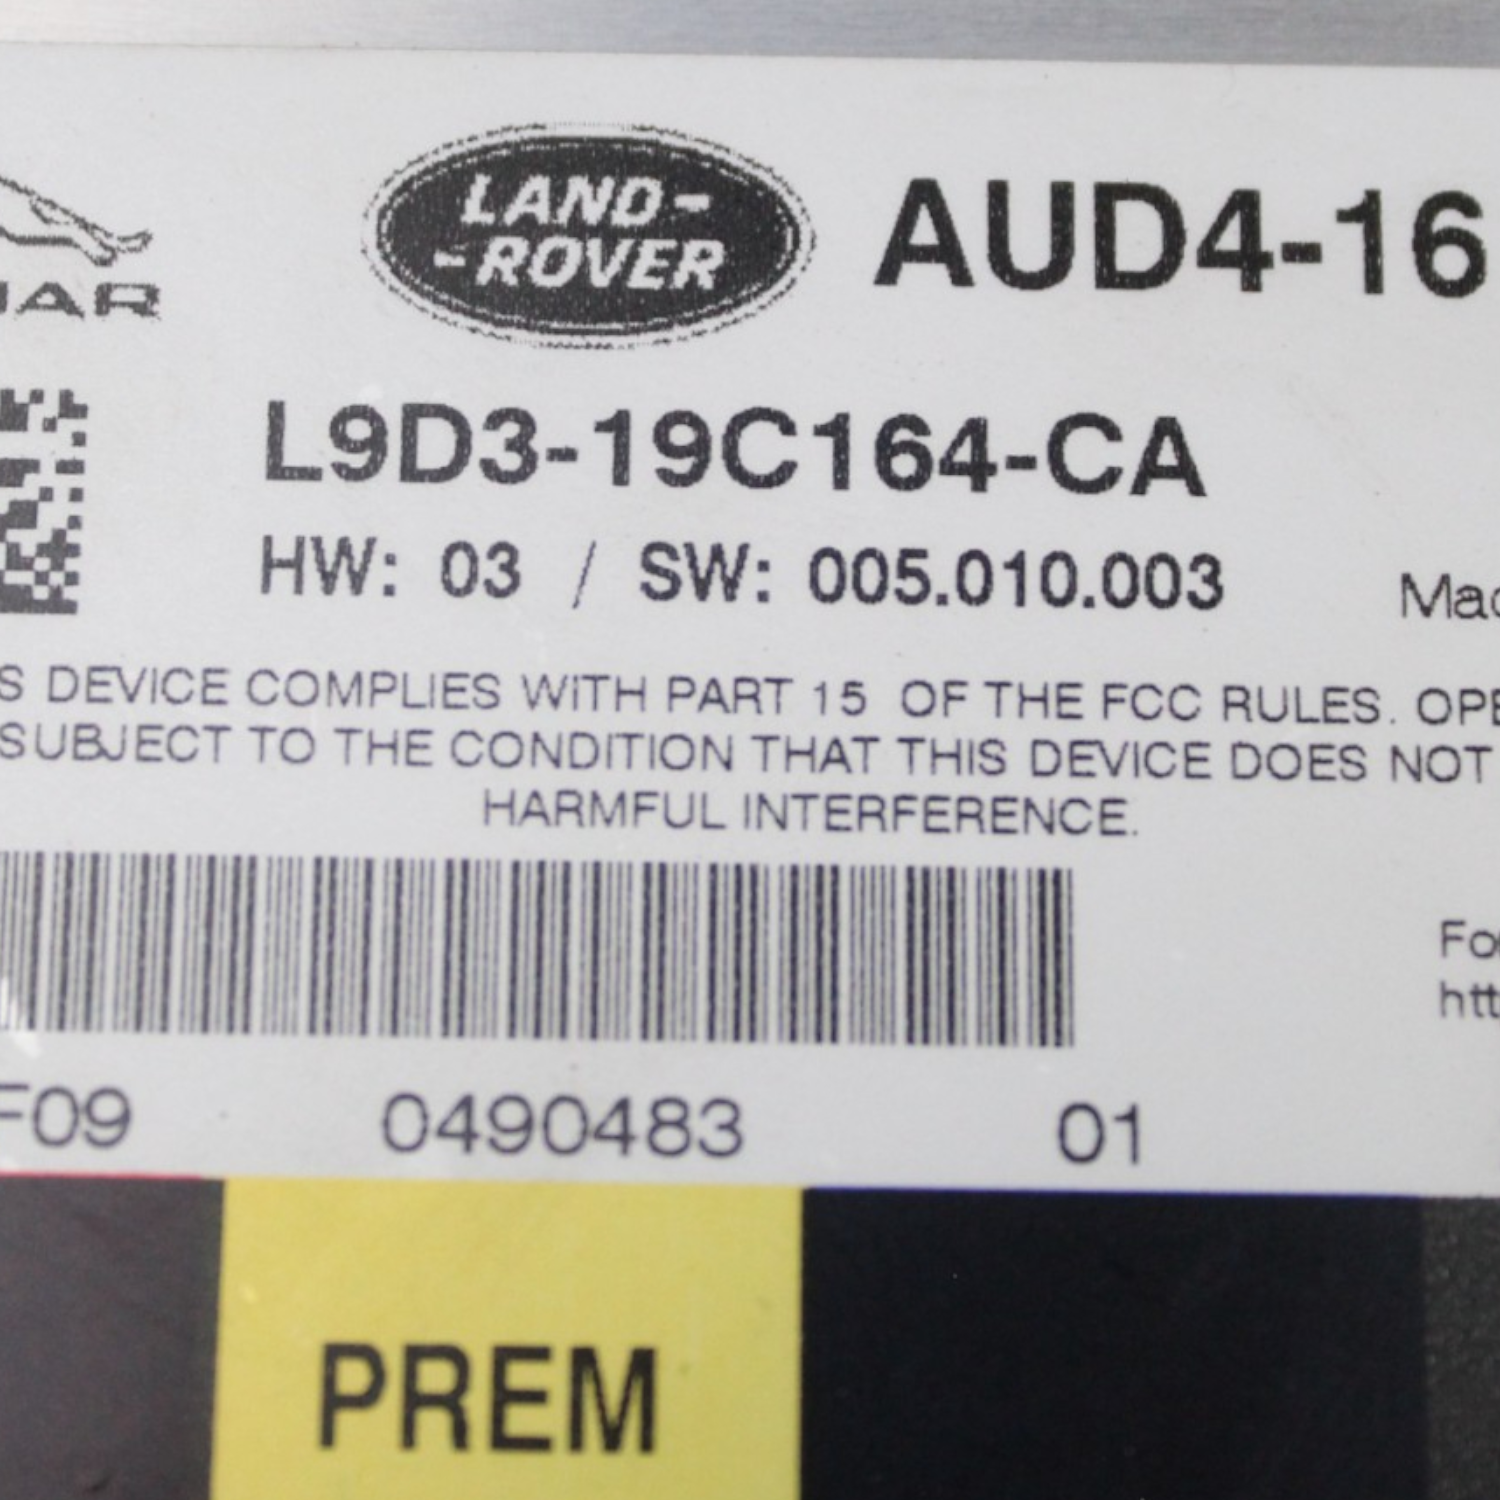 LAND-
-ROVER
AUD4-16
L9D3-19C164-CA
HW: 03 / SW: 005.010.003
DEVICE COMPLIES WITH PART 15 OF THE FCC RULES.
SUBJECT TO THE CONDITION THAT THIS DEVICE DOES NOT
HARMFUL INTERFERENCE.
F09 0490483 01
PREM